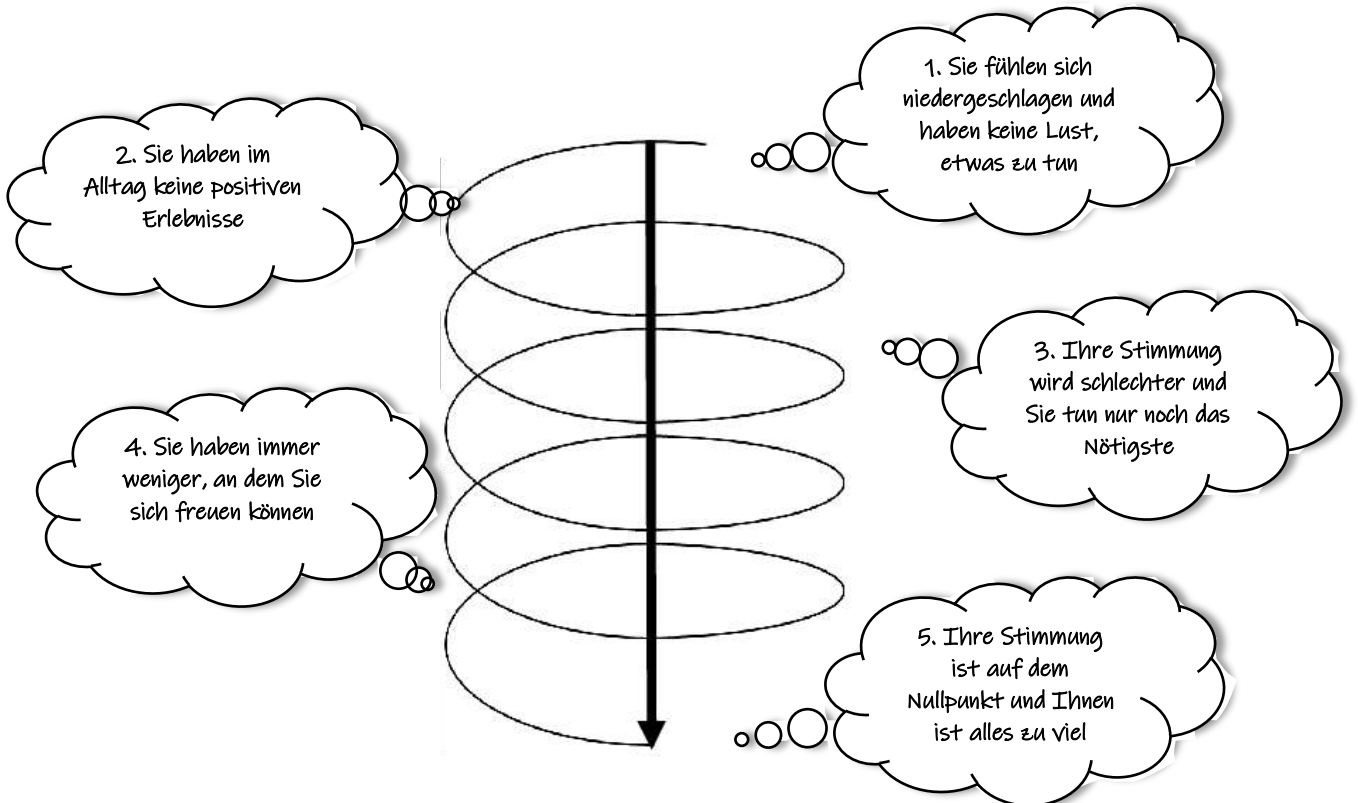 1. Sie fühlen sich
niedergeschlagen und
haben keine Lust,
etwas zu tun
2. Sie haben im
Alltag keine positiven
Erlebnisse
3. Ihre Stimmung
wird schlechter und
Sie tun nur noch das
Nötigste
4. Sie haben immer
weniger, an dem Sie
sich freuen können
5. Ihre Stimmung
ist auf dem
Nullpunkt und Ihnen
ist alles zu viel